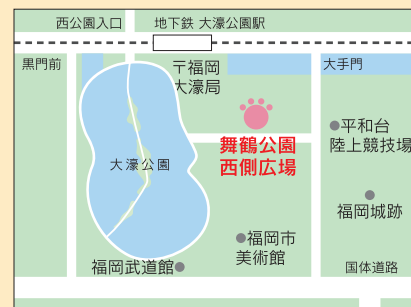 西公園入口
地下鉄 大濠公園駅
黒門前
〒福岡
大濠局
大手門
平和台
陸上競技場
舞鶴公園
西側広場
大濠公園
福岡城跡
福岡市
美術館
福岡武道館
国体道路